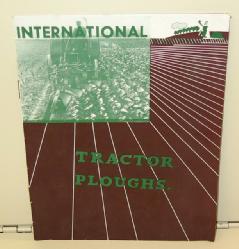 INTERNATIONAL
TRACTOR
PLOUGHS.